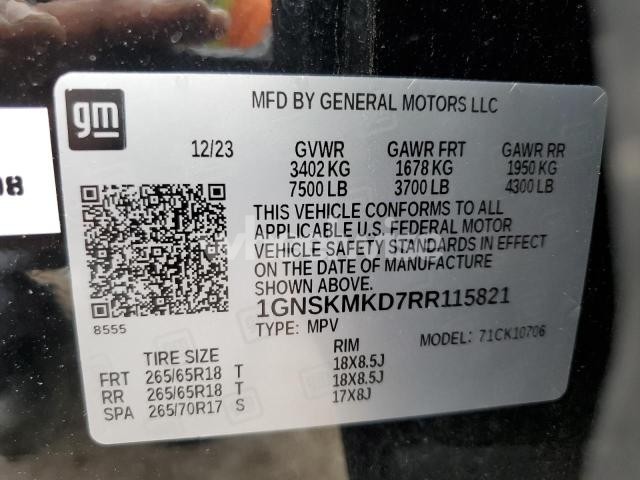 gm
MFD BY GENERAL MOTORS LLC
12/23 GVWR GAWR FRT GAWR RR
3402 KG 1678 KG 1950 KG
7500 LB 3700 LB 4300 LB
THIS VEHICLE CONFORMS TO ALL
APPLICABLE U.S. FEDERAL MOTOR
VEHICLE SAFETY STANDARDS IN EFFECT
ON THE DATE OF MANUFACTURE
1GNSKMKD7RR115821
8555
TYPE: MPV MODEL: 71CK10706
TIRE SIZE RIM
FRT 265/65R18 T 18X8.5J
RR 265/65R18 T 18X8.5J
SPA 265/70R17 S 17X8J